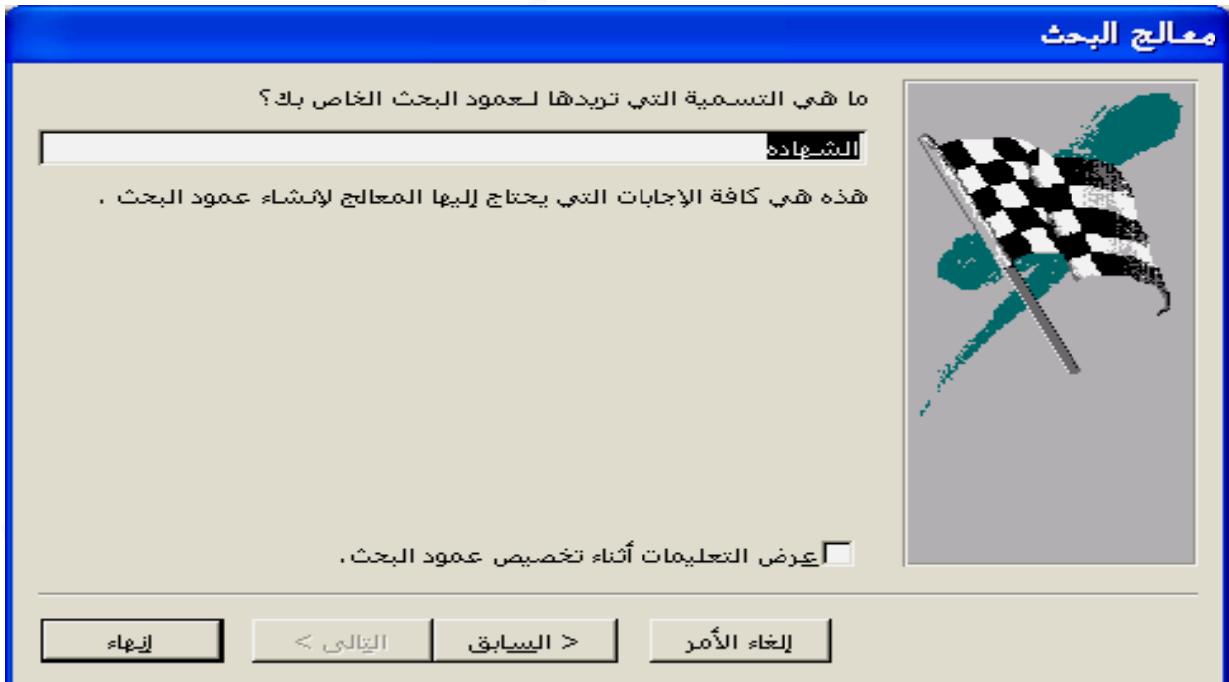 معالج البحث
ما هي التسمية التي تريدها لعمود البحث الخاص بك؟
الشهاده
هذه هي كافة الإجابات التي يحتاج إليها المعالج لإنشاء عمود البحث .
عرض التعليمات أثناء تخصيص عمود البحث.
إلغاء الأمر
< السابق
التالي >
إنهاء